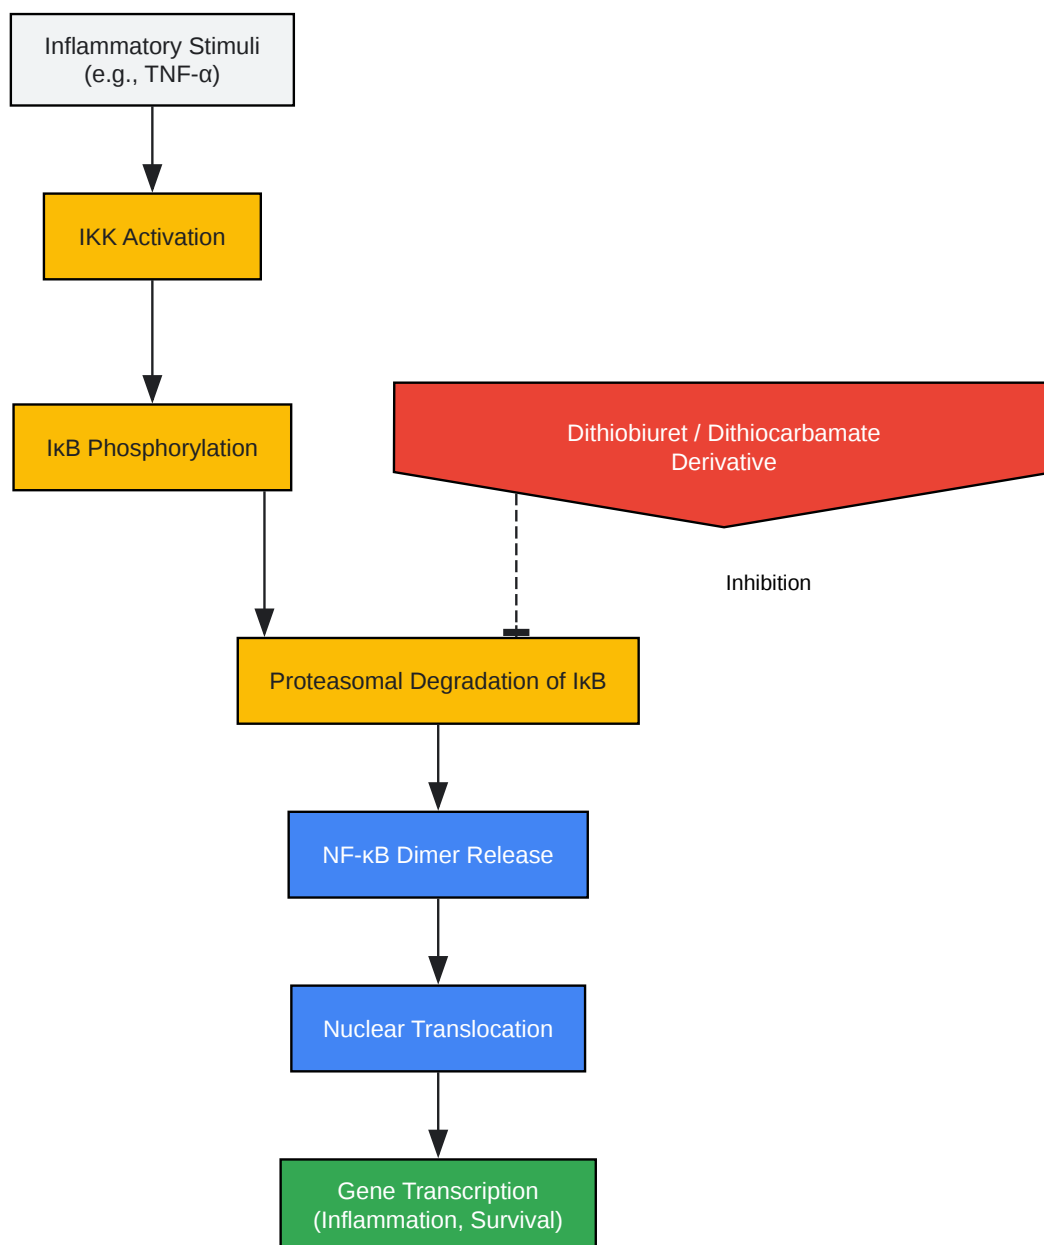 Inflammatory Stimuli
(e.g., TNF-α)
IKK Activation
IκB Phosphorylation
Dithiobiuret / Dithiocarbamate
Derivative
Inhibition
Proteasomal Degradation of IκB
NF-κB Dimer Release
Nuclear Translocation
Gene Transcription
(Inflammation, Survival)